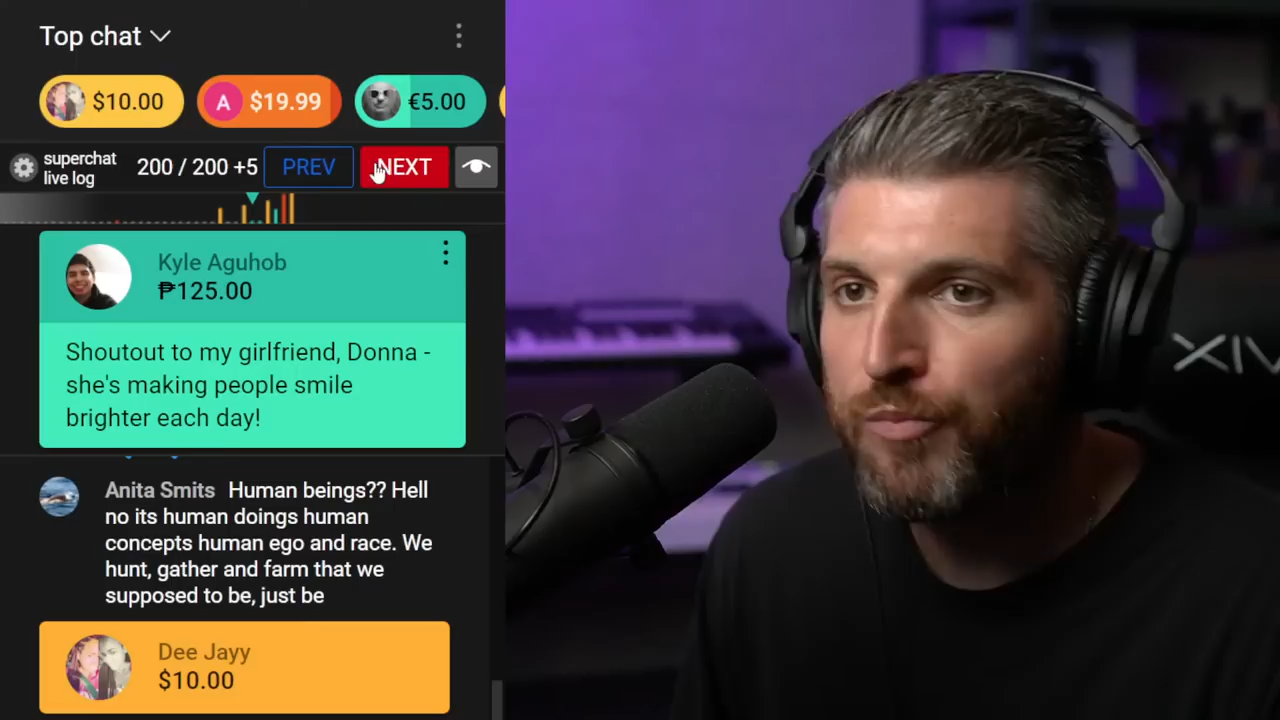 Top chat
$10.00
A $19.99
€5.00
superchat
live log
200 / 200 +5
PREV
NEXT
Kyle Aguhob
₱125.00
Shoutout to my girlfriend, Donna -
she's making people smile
brighter each day!
Anita Smits Human beings?? Hell
no its human doings human
concepts human ego and race. We
hunt, gather and farm that we
supposed to be, just be
Dee Jayy
$10.00
XIV